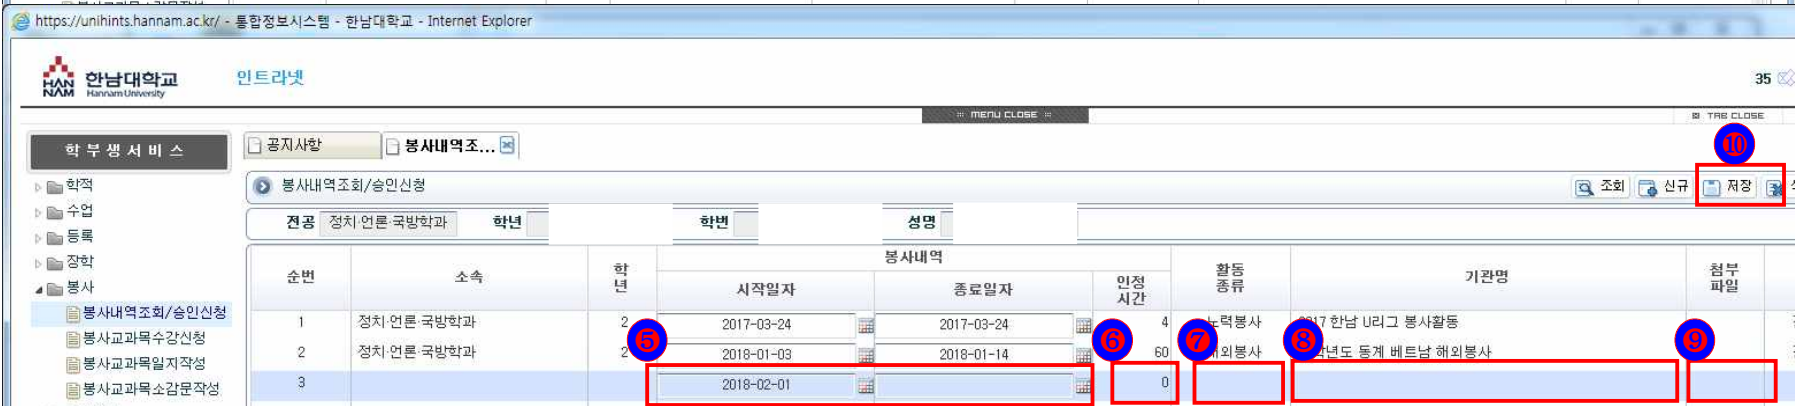 https://unihints.hannam.ac.kr/ - 통합정보시스템 - 한남대학교 - Internet Explorer
HAN NAM 한남대학교 Hannam University 인트라넷 35
MENU CLOSE TAB CLOSE
학부생서비스 공지사항 봉사내역조... ⑩
학적 봉사내역조회/승인신청 조회 신규 저장
수업 전공 정치·언론·국방학과 학년 학번 성명
등록
장학
봉사
봉사내역조회/승인신청
봉사교과목수강신청
봉사교과목일지작성
봉사교과목소감문작성
순번 소속 학년 봉사내역 활동종류 기관명 첨부파일
시작일자 종료일자 인정시간
1 정치·언론·국방학과 2 2017-03-24 2017-03-24 4 노력봉사 2017 한남 U리그 봉사활동
⑤ ⑥ ⑦ ⑧ ⑨
2 정치·언론·국방학과 2 2018-01-03 2018-01-14 60 해외봉사 학년도 동계 베트남 해외봉사
3 2018-02-01 0